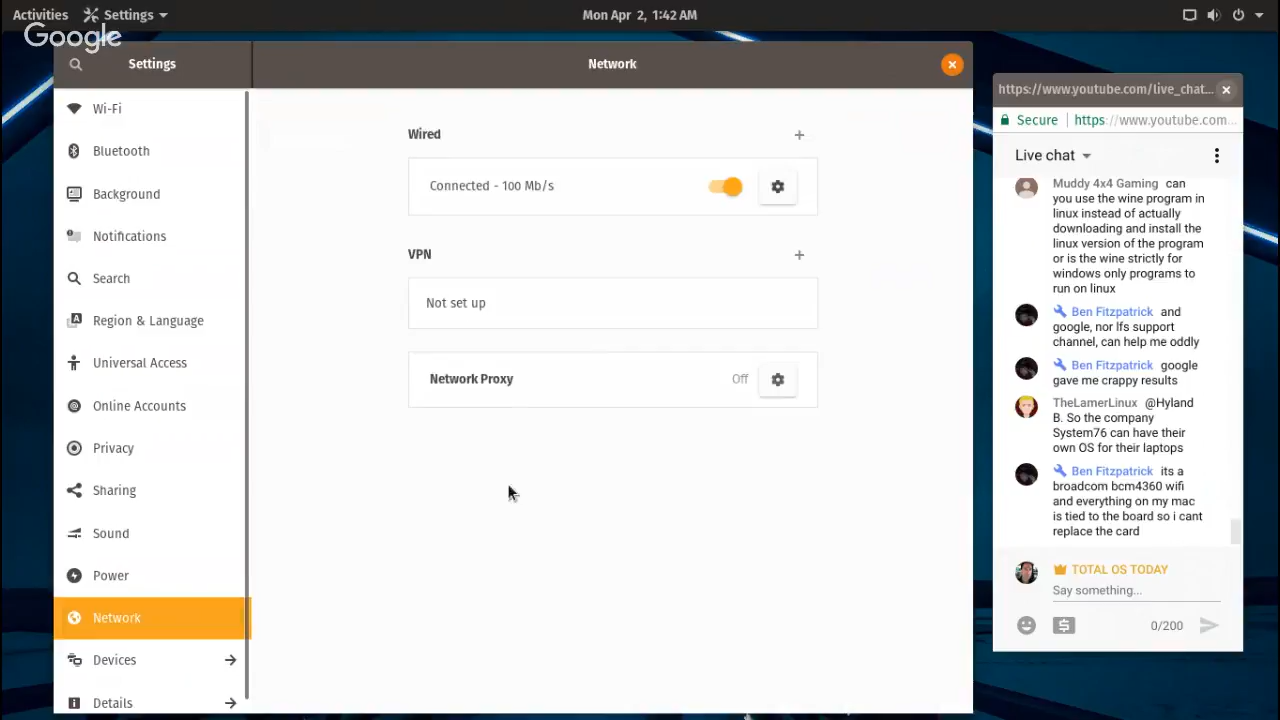 Activities
Settings
Mon Apr 2, 1:42 AM
Google
Settings
Network
Wi-Fi
Bluetooth
Background
Notifications
Search
Region & Language
Universal Access
Online Accounts
Privacy
Sharing
Sound
Power
Network
Devices
Details
Wired
Connected - 100 Mb/s
VPN
Not set up
Network Proxy
Off
https://www.youtube.com/live_chat...
Secure
https://www.youtube.com...
Live chat
Muddy 4x4 Gaming can
you use the wine program in
linux instead of actually
downloading and install the
linux version of the program
or is the wine strictly for
windows only programs to
run on linux
Ben Fitzpatrick and
google, nor lfs support
channel, can help me oddly
Ben Fitzpatrick google
gave me crappy results
TheLamerLinux @Hyland
B. So the company
System76 can have their
own OS for their laptops
Ben Fitzpatrick its a
broadcom bcm4360 wifi
and everything on my mac
is tied to the board so i cant
replace the card
TOTAL OS TODAY
Say something...
0/200